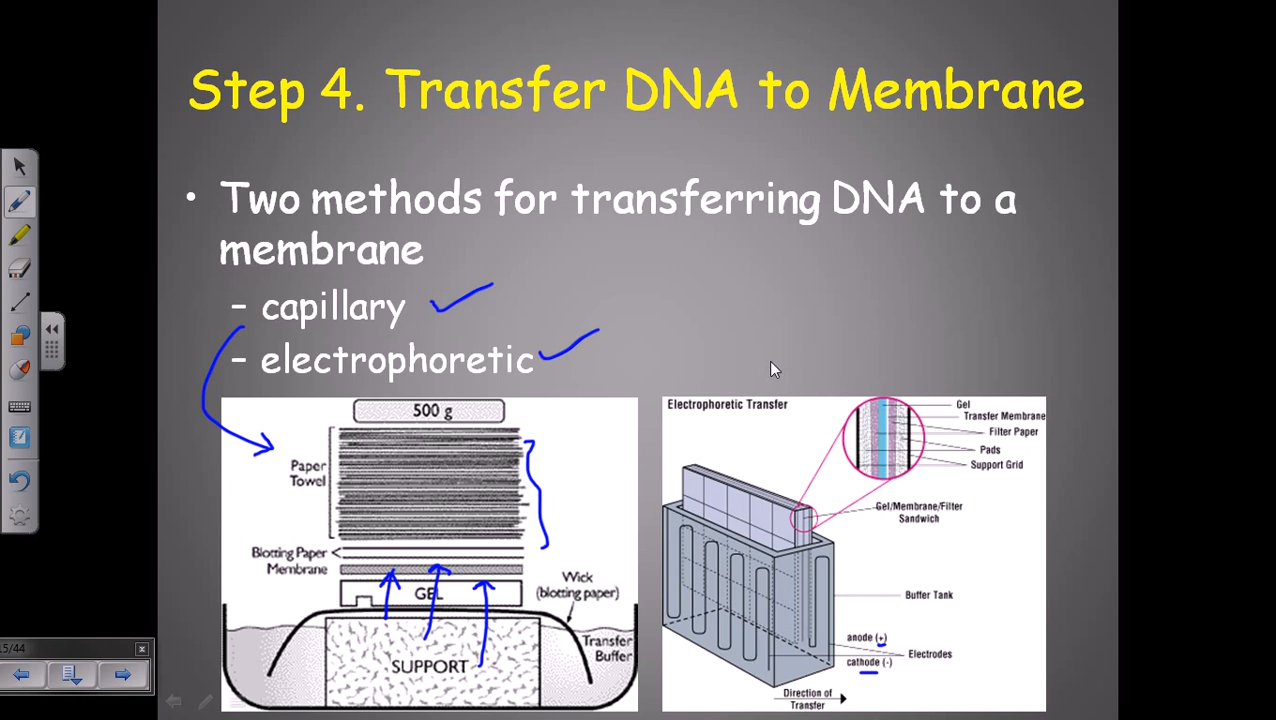 Step 4. Transfer DNA to Membrane
• Two methods for transferring DNA to a
membrane
– capillary
– electrophoretic
500 g
Paper
Towel
Blotting Paper
Membrane
GEL
Wick
(blotting paper)
Transfer
Buffer
SUPPORT
Electrophoretic Transfer
Gel
Transfer Membrane
Filter Paper
Pads
Support Grid
Gel/Membrane/Filter
Sandwich
Buffer Tank
anode (+)
cathode (-)
Electrodes
Direction of
Transfer
15/44